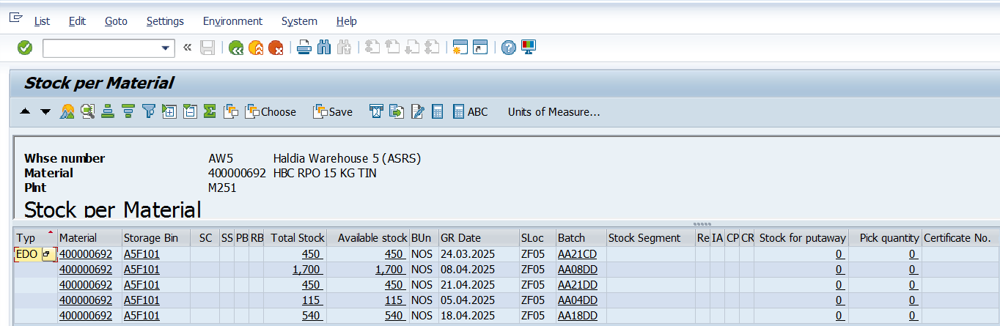 List Edit Goto Settings Environment System Help
Stock per Material
Choose Save ABC Units of Measure...
Whse number AW5 Haldia Warehouse 5 (ASRS)
Material 400000692 HBC RPO 15 KG TIN
Plnt M251
Stock per Material
Typ Material Storage Bin SC SS PB RB Total Stock Available stock BUn GR Date SLoc Batch Stock Segment Re IA CP CR Stock for putaway Pick quantity Certificate No.
EDO 400000692 A5F101 450 450 NOS 24.03.2025 ZF05 AA21CD 0 0
400000692 A5F101 1,700 1,700 NOS 08.04.2025 ZF05 AA08DD 0 0
400000692 A5F101 450 450 NOS 21.04.2025 ZF05 AA21DD 0 0
400000692 A5F101 115 115 NOS 05.04.2025 ZF05 AA04DD 0 0
400000692 A5F101 540 540 NOS 18.04.2025 ZF05 AA18DD 0 0